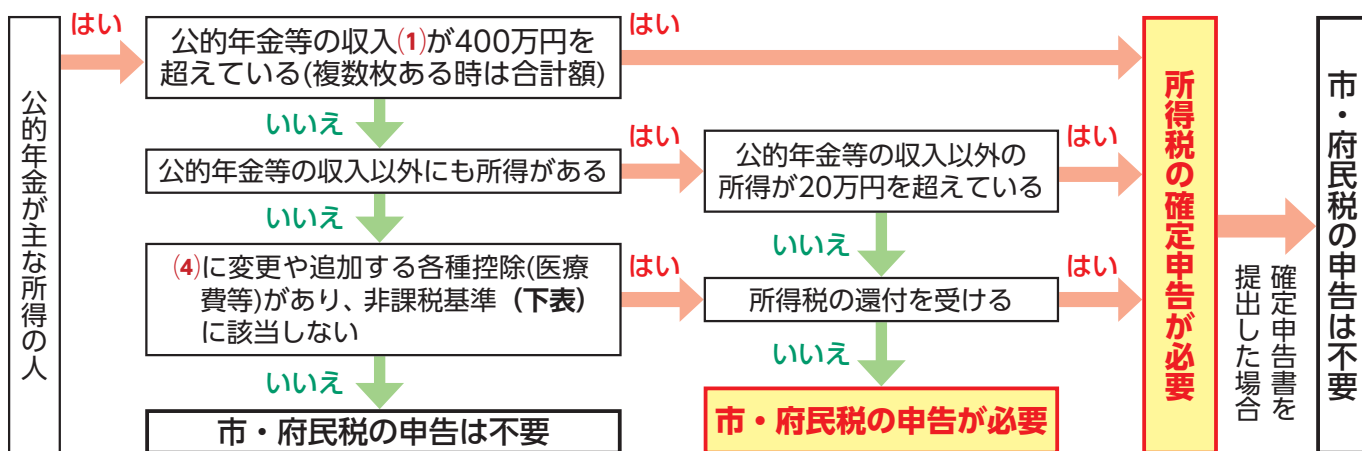 公的年金が主な所得の人
はい
公的年金等の収入(1)が400万円を
超えている(複数枚ある時は合計額)
はい
いいえ
公的年金等の収入以外にも所得がある
はい
公的年金等の収入以外の
所得が20万円を超えている
はい
いいえ
いいえ
(4)に変更や追加する各種控除(医療
費等)があり、非課税基準(下表)
に該当しない
はい
所得税の還付を受ける
はい
いいえ
いいえ
市・府民税の申告は不要
市・府民税の申告が必要
所得税の確定申告が必要
確定申告書を
提出した場合
市・府民税の申告は不要